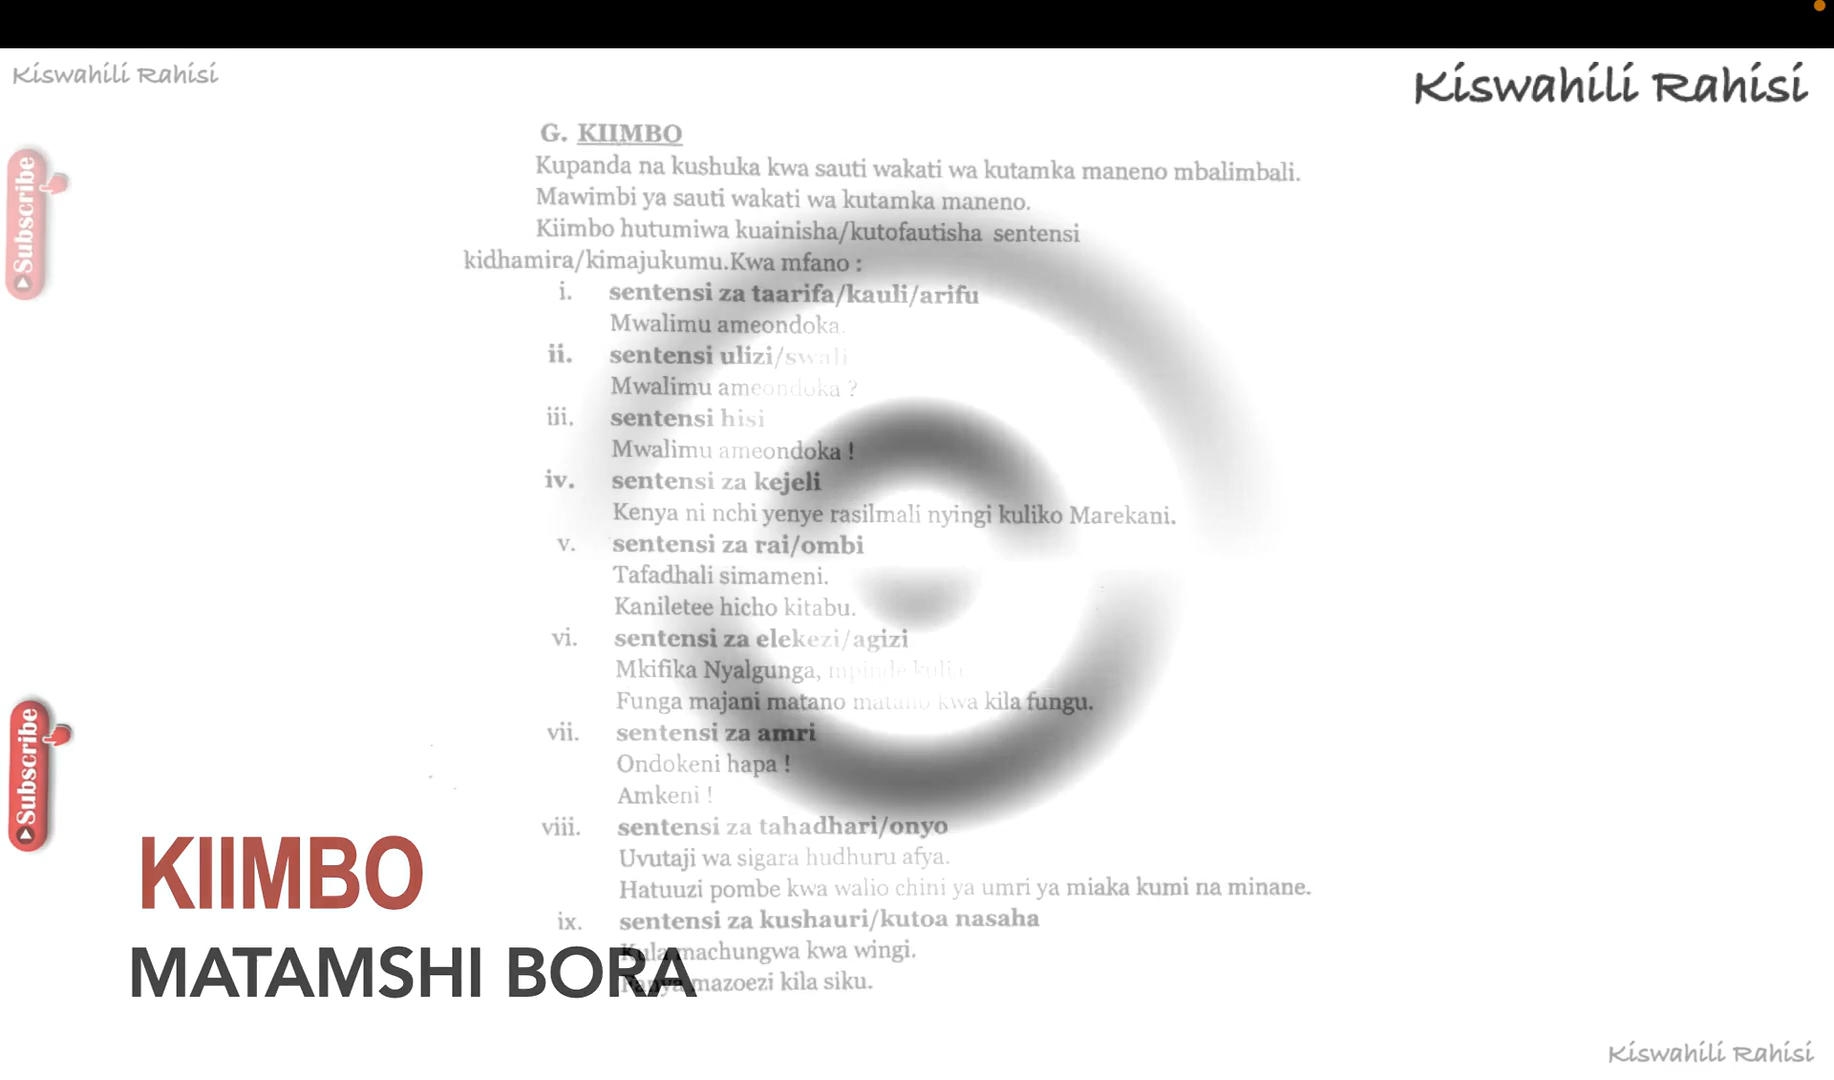 Kiswahili Rahisi
Kiswahili Rahisi
Subscribe
G. KIIMBO
Kupanda na kushuka kwa sauti wakati wa kutamka maneno mbalimbali.
Mawimbi ya sauti wakati wa kutamka maneno.
Kiimbo hutumiwa kuainisha/kutofautisha sentensi
kidhamira/kimajukumu.Kwa mfano :
i. sentensi za taarifa/kauli/arifu
Mwalimu ameondoka.
ii. sentensi ulizi/swali
Mwalimu ameondoka ?
iii. sentensi hisi
Mwalimu ameondoka !
iv. sentensi za kejeli
Kenya ni nchi yenye rasilmali nyingi kuliko Marekani.
v. sentensi za rai/ombi
Tafadhali simameni.
Kaniletee hicho kitabu.
vi. sentensi za elekezi/agizi
Mkifika Nyalgunga, mpinde
Funga majani matano matano kwa kila fungu.
vii. sentensi za amri
Ondokeni hapa !
Amkeni !
viii. sentensi za tahadhari/onyo
Uvutaji wa sigara hudhuru afya.
Hatuuzi pombe kwa walio chini ya umri ya miaka kumi na minane.
ix. sentensi za kushauri/kutoa nasaha
Kula machungwa kwa wingi.
Fanya mazoezi kila siku.
Subscribe
KIIMBO
MATAMSHI BORA
Kiswahili Rahisi